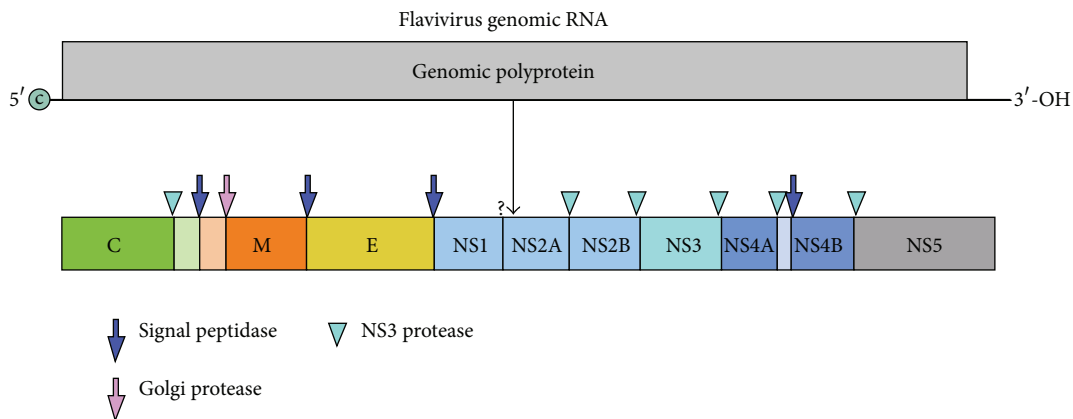 Flavivirus genomic RNA
Genomic polyprotein
5′ C 3′-OH
?
C M E NS1 NS2A NS2B NS3 NS4A NS4B NS5
Signal peptidase NS3 protease
Golgi protease